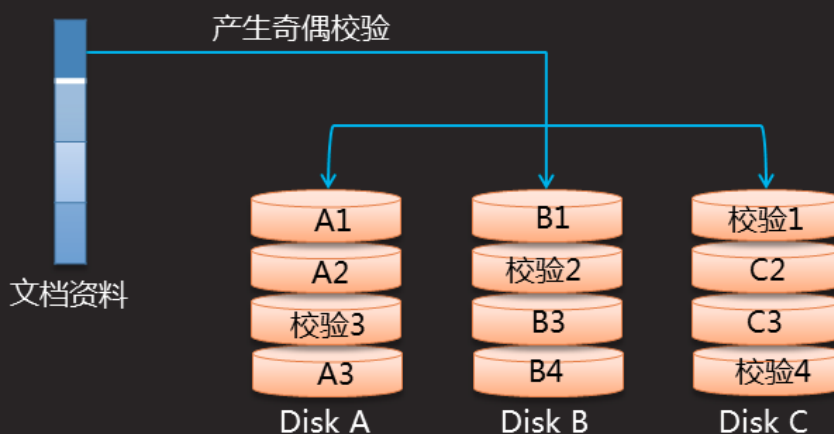 产生奇偶校验
文档资料
A1
B1
校验1
A2
校验2
C2
校验3
B3
C3
A3
B4
校验4
Disk A
Disk B
Disk C